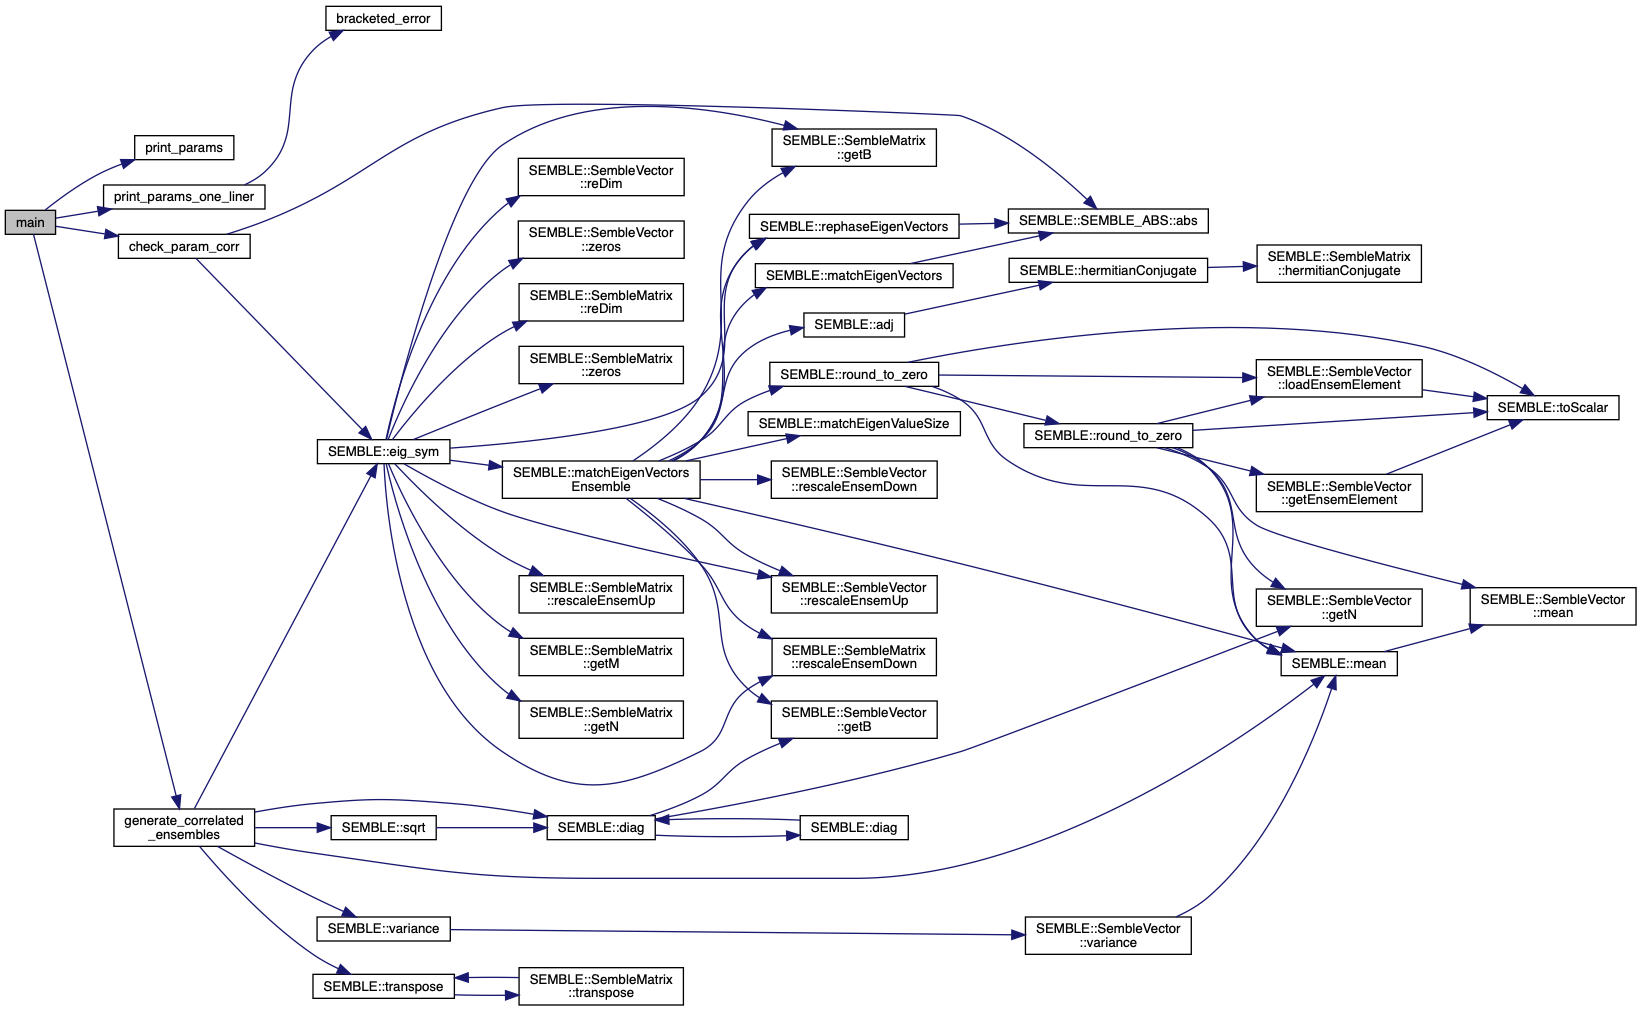 bracketed_error
print_params
print_params_one_liner
main
check_param_corr
SEMBLE::SembleMatrix
::getB
SEMBLE::SembleVector
::reDim
SEMBLE::SembleVector
::zeros
SEMBLE::rephaseEigenVectors
SEMBLE::SEMBLE_ABS::abs
SEMBLE::matchEigenVectors
SEMBLE::hermitianConjugate
SEMBLE::SembleMatrix
::hermitianConjugate
SEMBLE::SembleMatrix
::reDim
SEMBLE::adj
SEMBLE::SembleMatrix
::zeros
SEMBLE::round_to_zero
SEMBLE::SembleVector
::loadEnsemElement
SEMBLE::toScalar
SEMBLE::matchEigenValueSize
SEMBLE::round_to_zero
SEMBLE::eig_sym
SEMBLE::matchEigenVectors
Ensemble
SEMBLE::SembleVector
::rescaleEnsemDown
SEMBLE::SembleVector
::getEnsemElement
SEMBLE::SembleMatrix
::rescaleEnsemUp
SEMBLE::SembleVector
::rescaleEnsemUp
SEMBLE::SembleVector
::getN
SEMBLE::SembleVector
::mean
SEMBLE::SembleMatrix
::getM
SEMBLE::SembleMatrix
::rescaleEnsemDown
SEMBLE::mean
SEMBLE::SembleMatrix
::getN
SEMBLE::SembleVector
::getB
generate_correlated
_ensembles
SEMBLE::sqrt
SEMBLE::diag
SEMBLE::diag
SEMBLE::variance
SEMBLE::SembleVector
::variance
SEMBLE::transpose
SEMBLE::SembleMatrix
::transpose